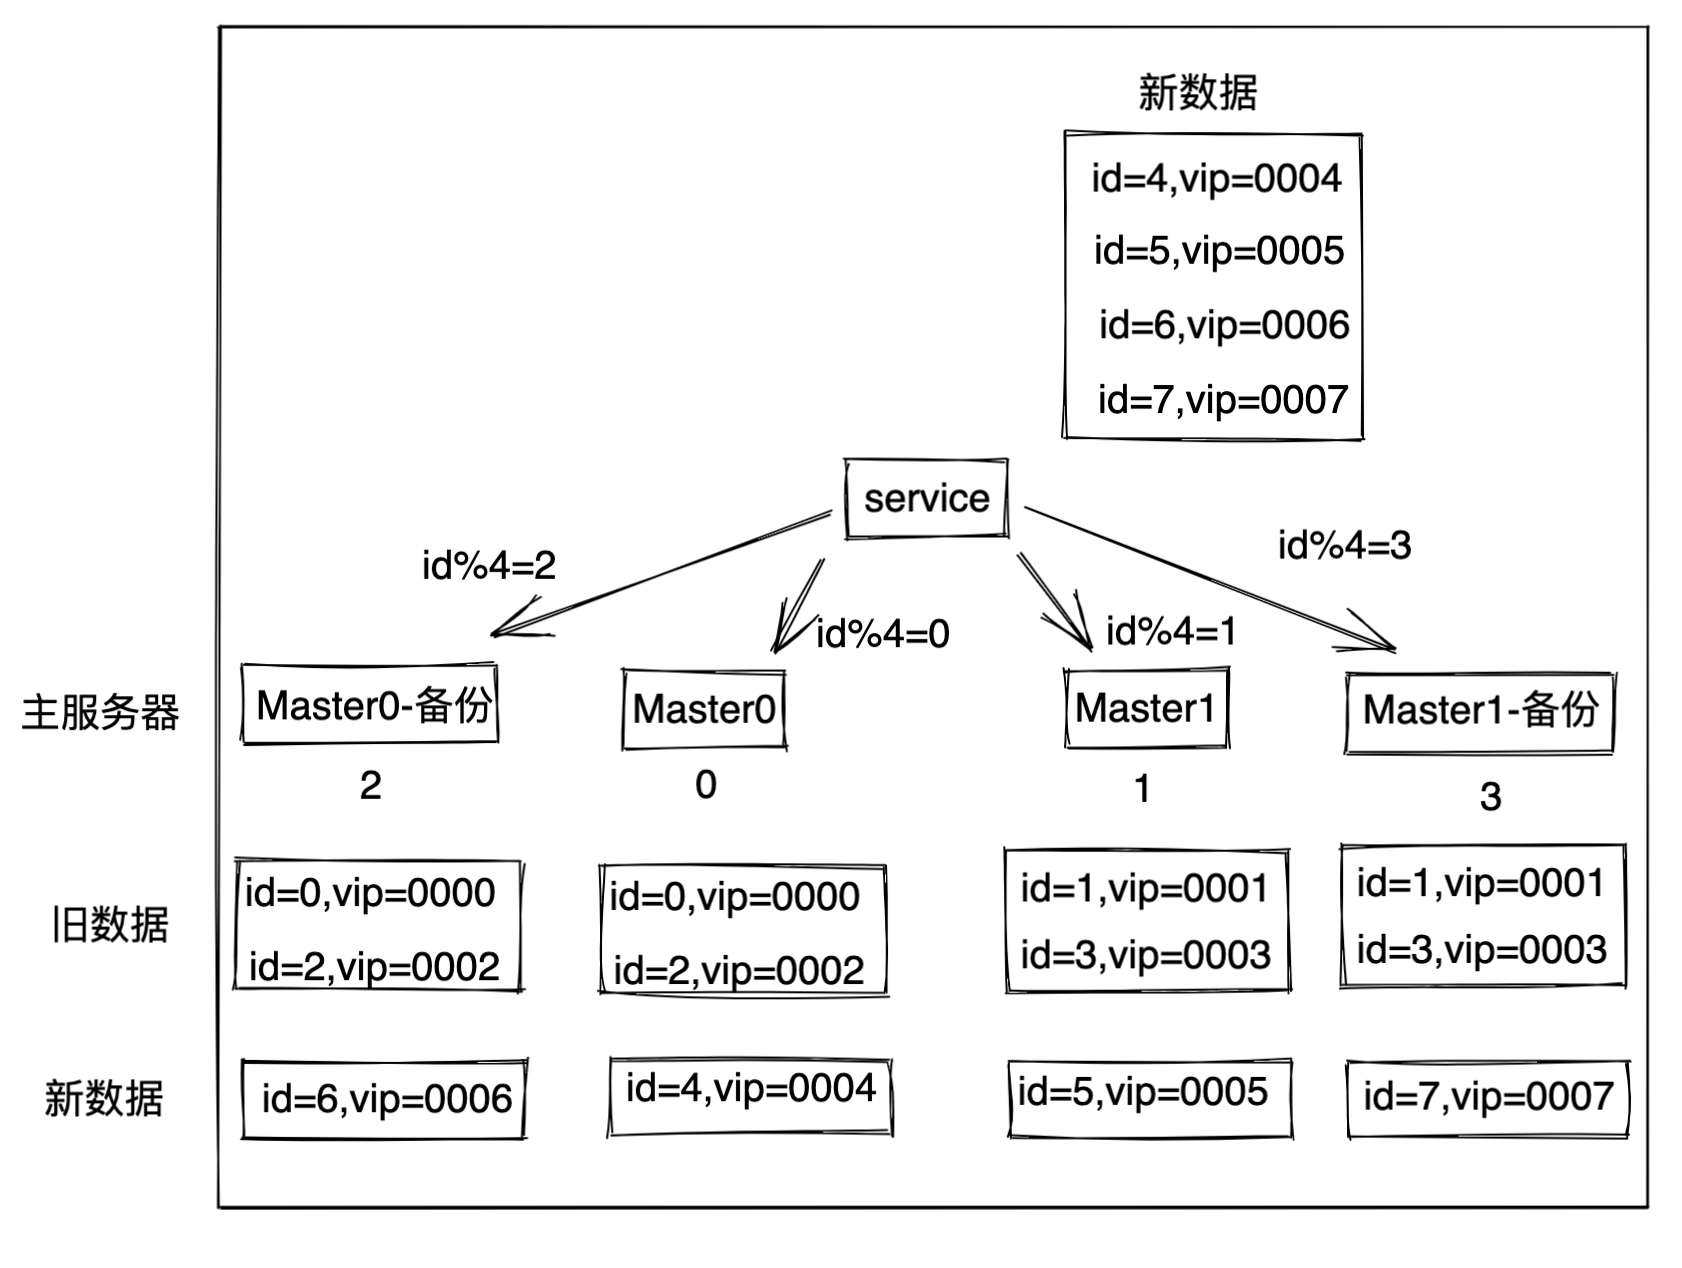 新数据
id=4,vip=0004
id=5,vip=0005
id=6,vip=0006
id=7,vip=0007
service
id%4=2
id%4=0
id%4=1
id%4=3
主服务器
Master0-备份
Master0
Master1
Master1-备份
2
0
1
3
旧数据
id=0,vip=0000
id=2,vip=0002
id=0,vip=0000
id=2,vip=0002
id=1,vip=0001
id=3,vip=0003
id=1,vip=0001
id=3,vip=0003
新数据
id=6,vip=0006
id=4,vip=0004
id=5,vip=0005
id=7,vip=0007